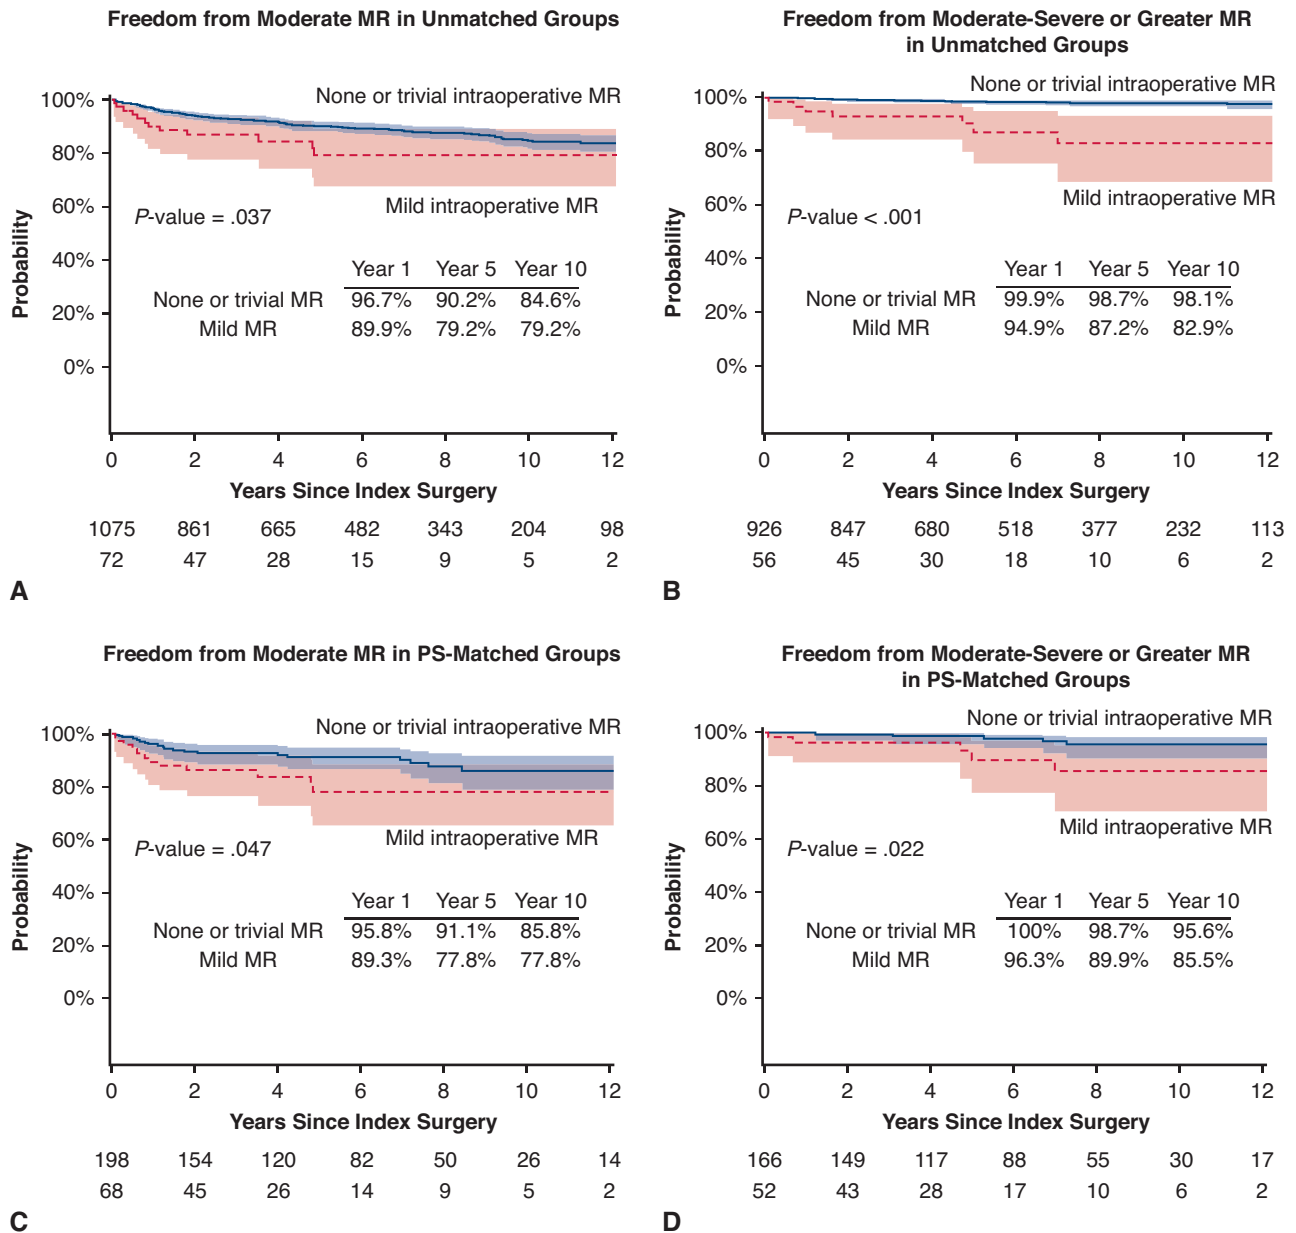 Freedom from Moderate MR in Unmatched Groups
100%
80%
60%
40%
20%
0%
Probability
None or trivial intraoperative MR
Mild intraoperative MR
P-value = .037
Year 1 Year 5 Year 10
None or trivial MR 96.7% 90.2% 84.6%
Mild MR 89.9% 79.2% 79.2%
0 2 4 6 8 10 12
Years Since Index Surgery
1075 861 665 482 343 204 98
72 47 28 15 9 5 2
A
Freedom from Moderate-Severe or Greater MR
in Unmatched Groups
100%
80%
60%
40%
20%
0%
Probability
None or trivial intraoperative MR
Mild intraoperative MR
P-value < .001
Year 1 Year 5 Year 10
None or trivial MR 99.9% 98.7% 98.1%
Mild MR 94.9% 87.2% 82.9%
0 2 4 6 8 10 12
Years Since Index Surgery
926 847 680 518 377 232 113
56 45 30 18 10 6 2
B
Freedom from Moderate MR in PS-Matched Groups
100%
80%
60%
40%
20%
0%
Probability
None or trivial intraoperative MR
Mild intraoperative MR
P-value = .047
Year 1 Year 5 Year 10
None or trivial MR 95.8% 91.1% 85.8%
Mild MR 89.3% 77.8% 77.8%
0 2 4 6 8 10 12
Years Since Index Surgery
198 154 120 82 50 26 14
68 45 26 14 9 5 2
C
Freedom from Moderate-Severe or Greater MR
in PS-Matched Groups
100%
80%
60%
40%
20%
0%
Probability
None or trivial intraoperative MR
Mild intraoperative MR
P-value = .022
Year 1 Year 5 Year 10
None or trivial MR 100% 98.7% 95.6%
Mild MR 96.3% 89.9% 85.5%
0 2 4 6 8 10 12
Years Since Index Surgery
166 149 117 88 55 30 17
52 43 28 17 10 6 2
D